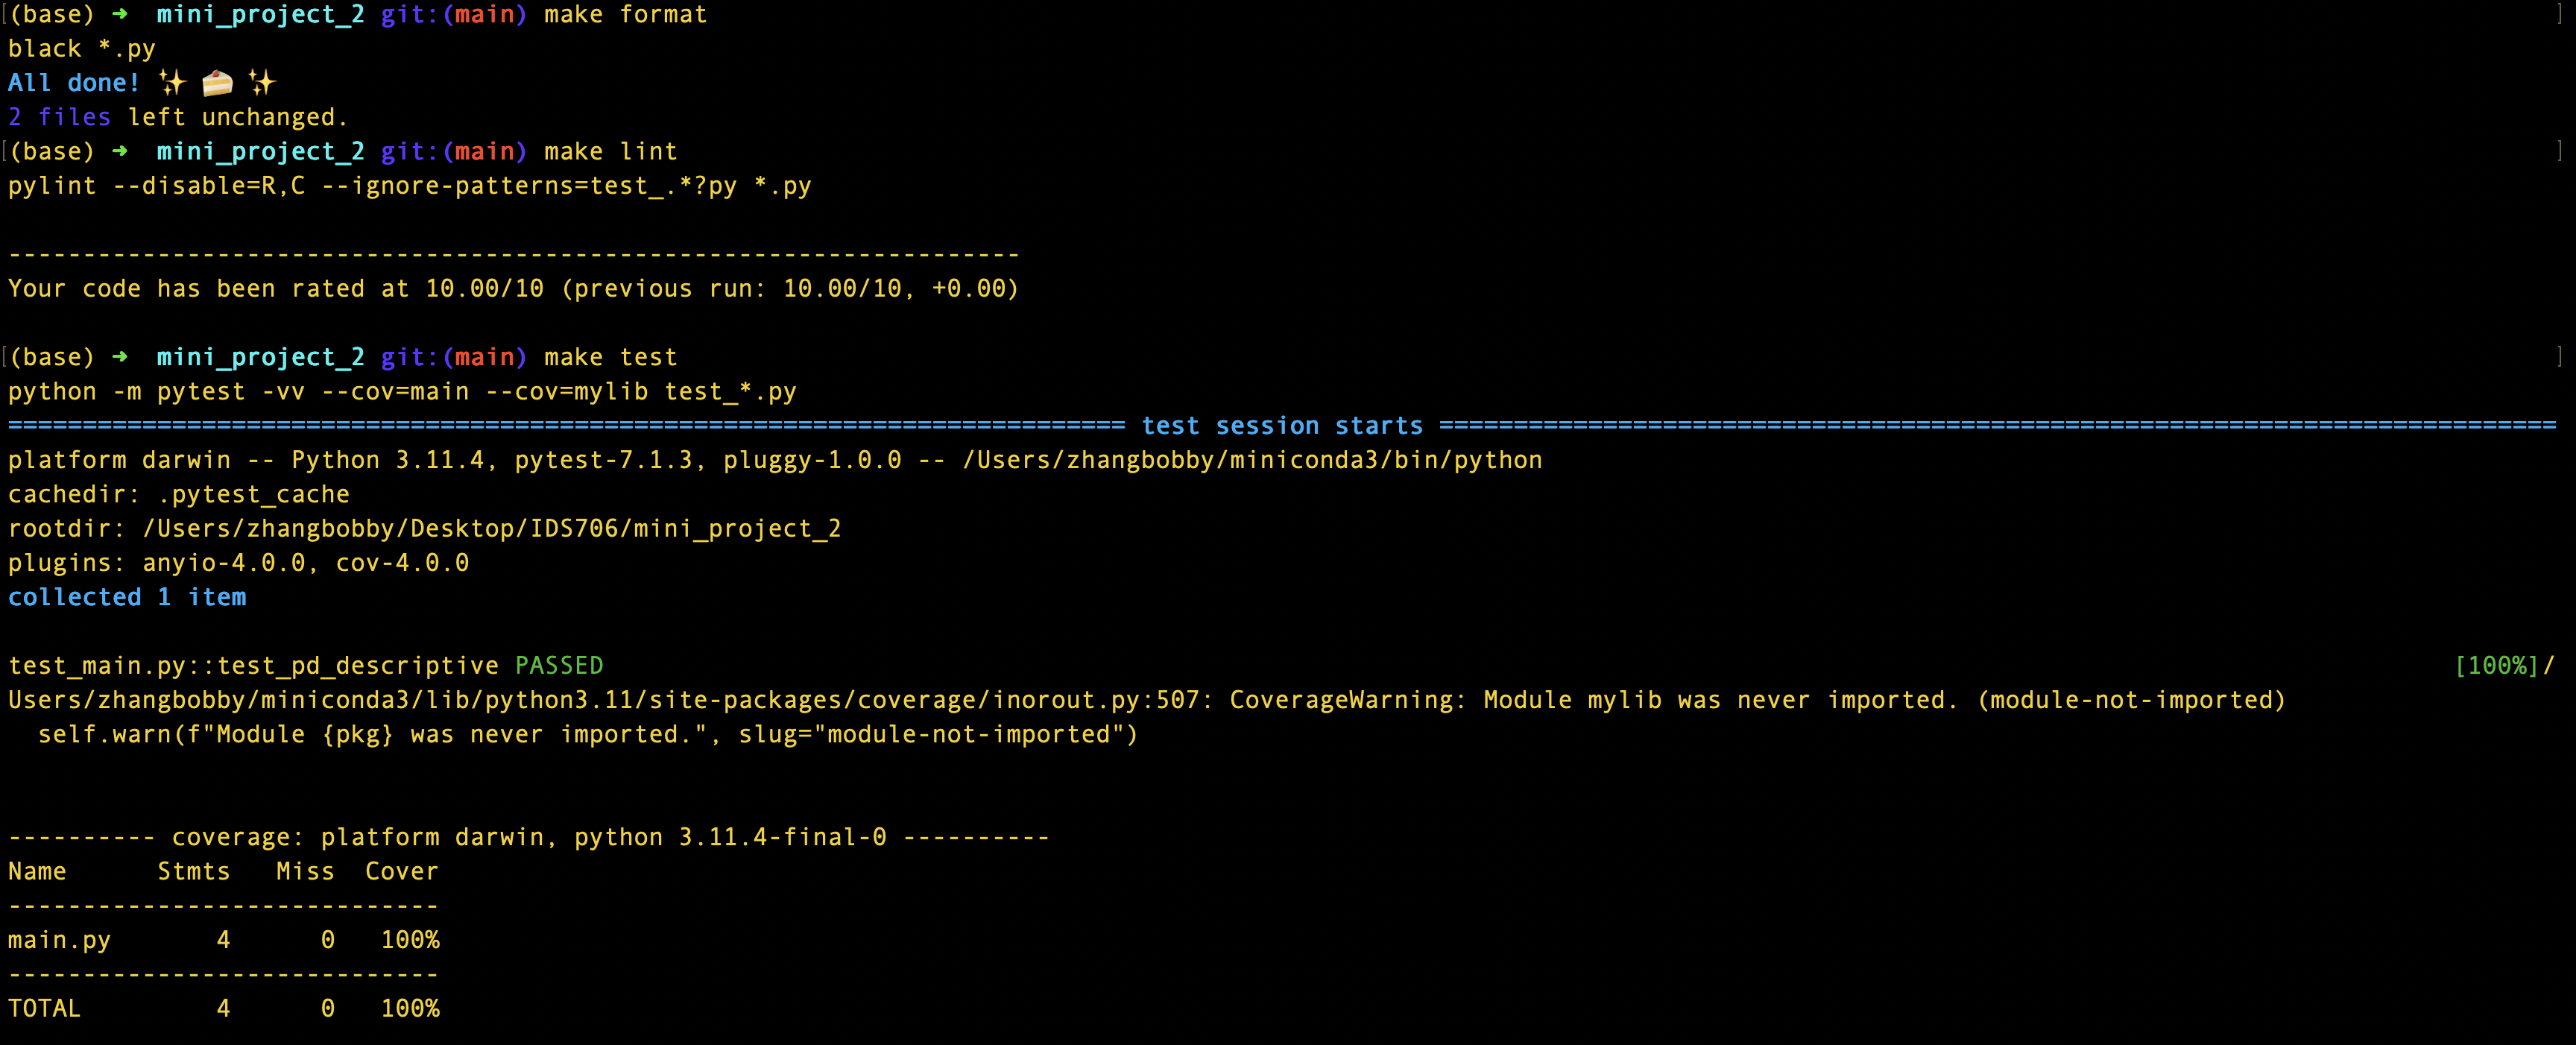 (base) ➜  mini_project_2 git:(main) make format
black *.py
All done! ✨ 🍰 ✨
2 files left unchanged.
(base) ➜  mini_project_2 git:(main) make lint
pylint --disable=R,C --ignore-patterns=test_.*?py *.py

--------------------------------------------------------------------
Your code has been rated at 10.00/10 (previous run: 10.00/10, +0.00)

(base) ➜  mini_project_2 git:(main) make test
python -m pytest -vv --cov=main --cov=mylib test_*.py
=========================================================================== test session starts ===========================================================================
platform darwin -- Python 3.11.4, pytest-7.1.3, pluggy-1.0.0 -- /Users/zhangbobby/miniconda3/bin/python
cachedir: .pytest_cache
rootdir: /Users/zhangbobby/Desktop/IDS706/mini_project_2
plugins: anyio-4.0.0, cov-4.0.0
collected 1 item

test_main.py::test_pd_descriptive PASSED [100%]/
Users/zhangbobby/miniconda3/lib/python3.11/site-packages/coverage/inorout.py:507: CoverageWarning: Module mylib was never imported. (module-not-imported)
  self.warn(f"Module {pkg} was never imported.", slug="module-not-imported")

---------- coverage: platform darwin, python 3.11.4-final-0 ----------
Name      Stmts   Miss  Cover
-----------------------------
main.py       4      0   100%
-----------------------------
TOTAL         4      0   100%